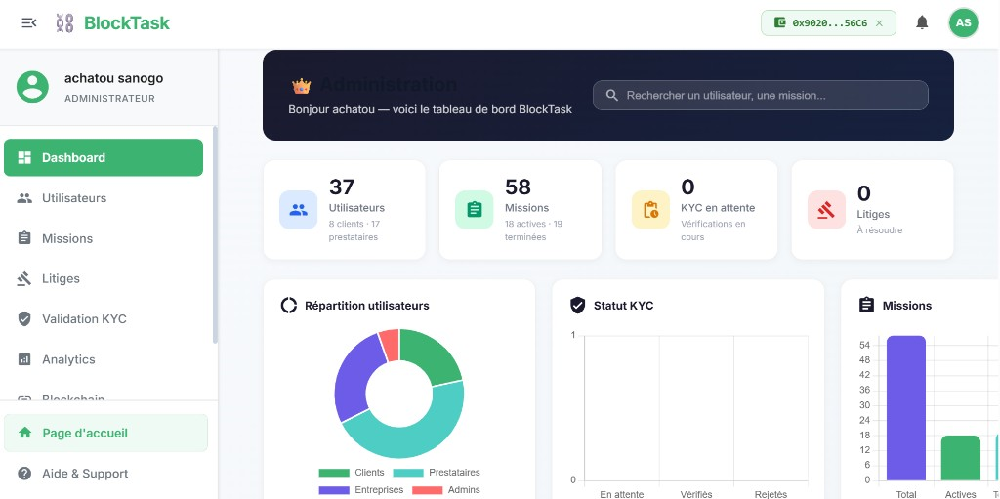 BlockTask
0x9020...56C6 ×
AS
achatou sanogo
ADMINISTRATEUR
Dashboard
Utilisateurs
Missions
Litiges
Validation KYC
Analytics
Blockchain
Page d'accueil
Aide & Support
Administration
Bonjour achatou — voici le tableau de bord BlockTask
Rechercher un utilisateur, une mission...
37
Utilisateurs
8 clients · 17
prestataires
58
Missions
18 actives · 19
terminées
0
KYC en attente
Vérifications en
cours
0
Litiges
À résoudre
Répartition utilisateurs
Clients
Prestataires
Entreprises
Admins
Statut KYC
1
0
En attente
Vérifiés
Rejetés
Missions
54
48
42
36
30
24
18
12
6
0
Total
Actives